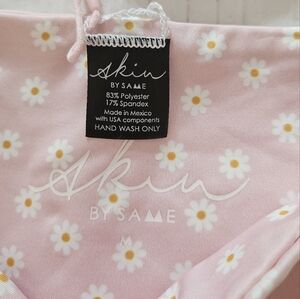 skin
BY SAME
83% Polyester
17% Spandex
Made in Mexico
with USA components
HAND WASH ONLY
skin
BY SAME
M